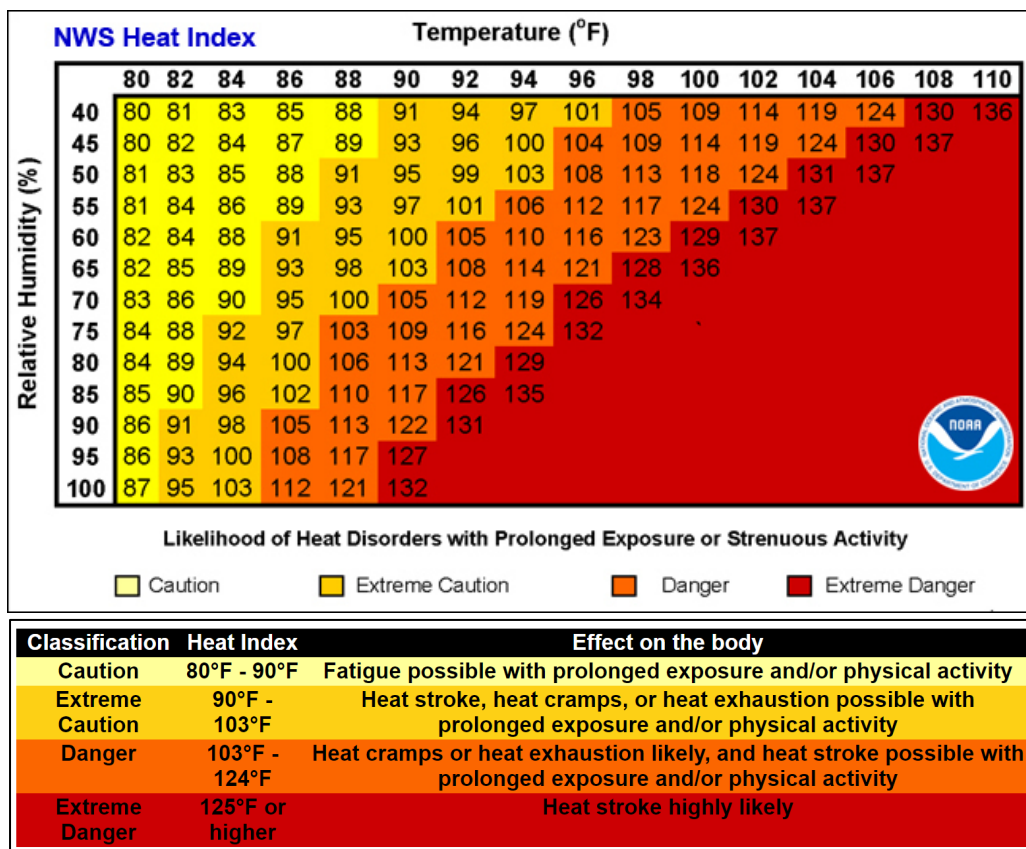 NWS Heat Index
Temperature (°F)
80 82 84 86 88 90 92 94 96 98 100 102 104 106 108 110
Relative Humidity (%)
40 80 81 83 85 88 91 94 97 101 105 109 114 119 124 130 136
45 80 82 84 87 89 93 96 100 104 109 114 119 124 130 137
50 81 83 85 88 91 95 99 103 108 113 118 124 131 137
55 81 84 86 89 93 97 101 106 112 117 124 130 137
60 82 84 88 91 95 100 105 110 116 123 129 137
65 82 85 89 93 98 103 108 114 121 128 136
70 83 86 90 95 100 105 112 119 126 134
75 84 88 92 97 103 109 116 124 132
80 84 89 94 100 106 113 121 129
85 85 90 96 102 110 117 126 135
90 86 91 98 105 113 122 131
95 86 93 100 108 117 127
100 87 95 103 112 121 132
NOAA
Likelihood of Heat Disorders with Prolonged Exposure or Strenuous Activity
Caution Extreme Caution Danger Extreme Danger
Classification Heat Index Effect on the body
Caution 80°F - 90°F Fatigue possible with prolonged exposure and/or physical activity
Extreme 90°F - Heat stroke, heat cramps, or heat exhaustion possible with
Caution 103°F prolonged exposure and/or physical activity
Danger 103°F - Heat cramps or heat exhaustion likely, and heat stroke possible with
124°F prolonged exposure and/or physical activity
Extreme 125°F or Heat stroke highly likely
Danger higher